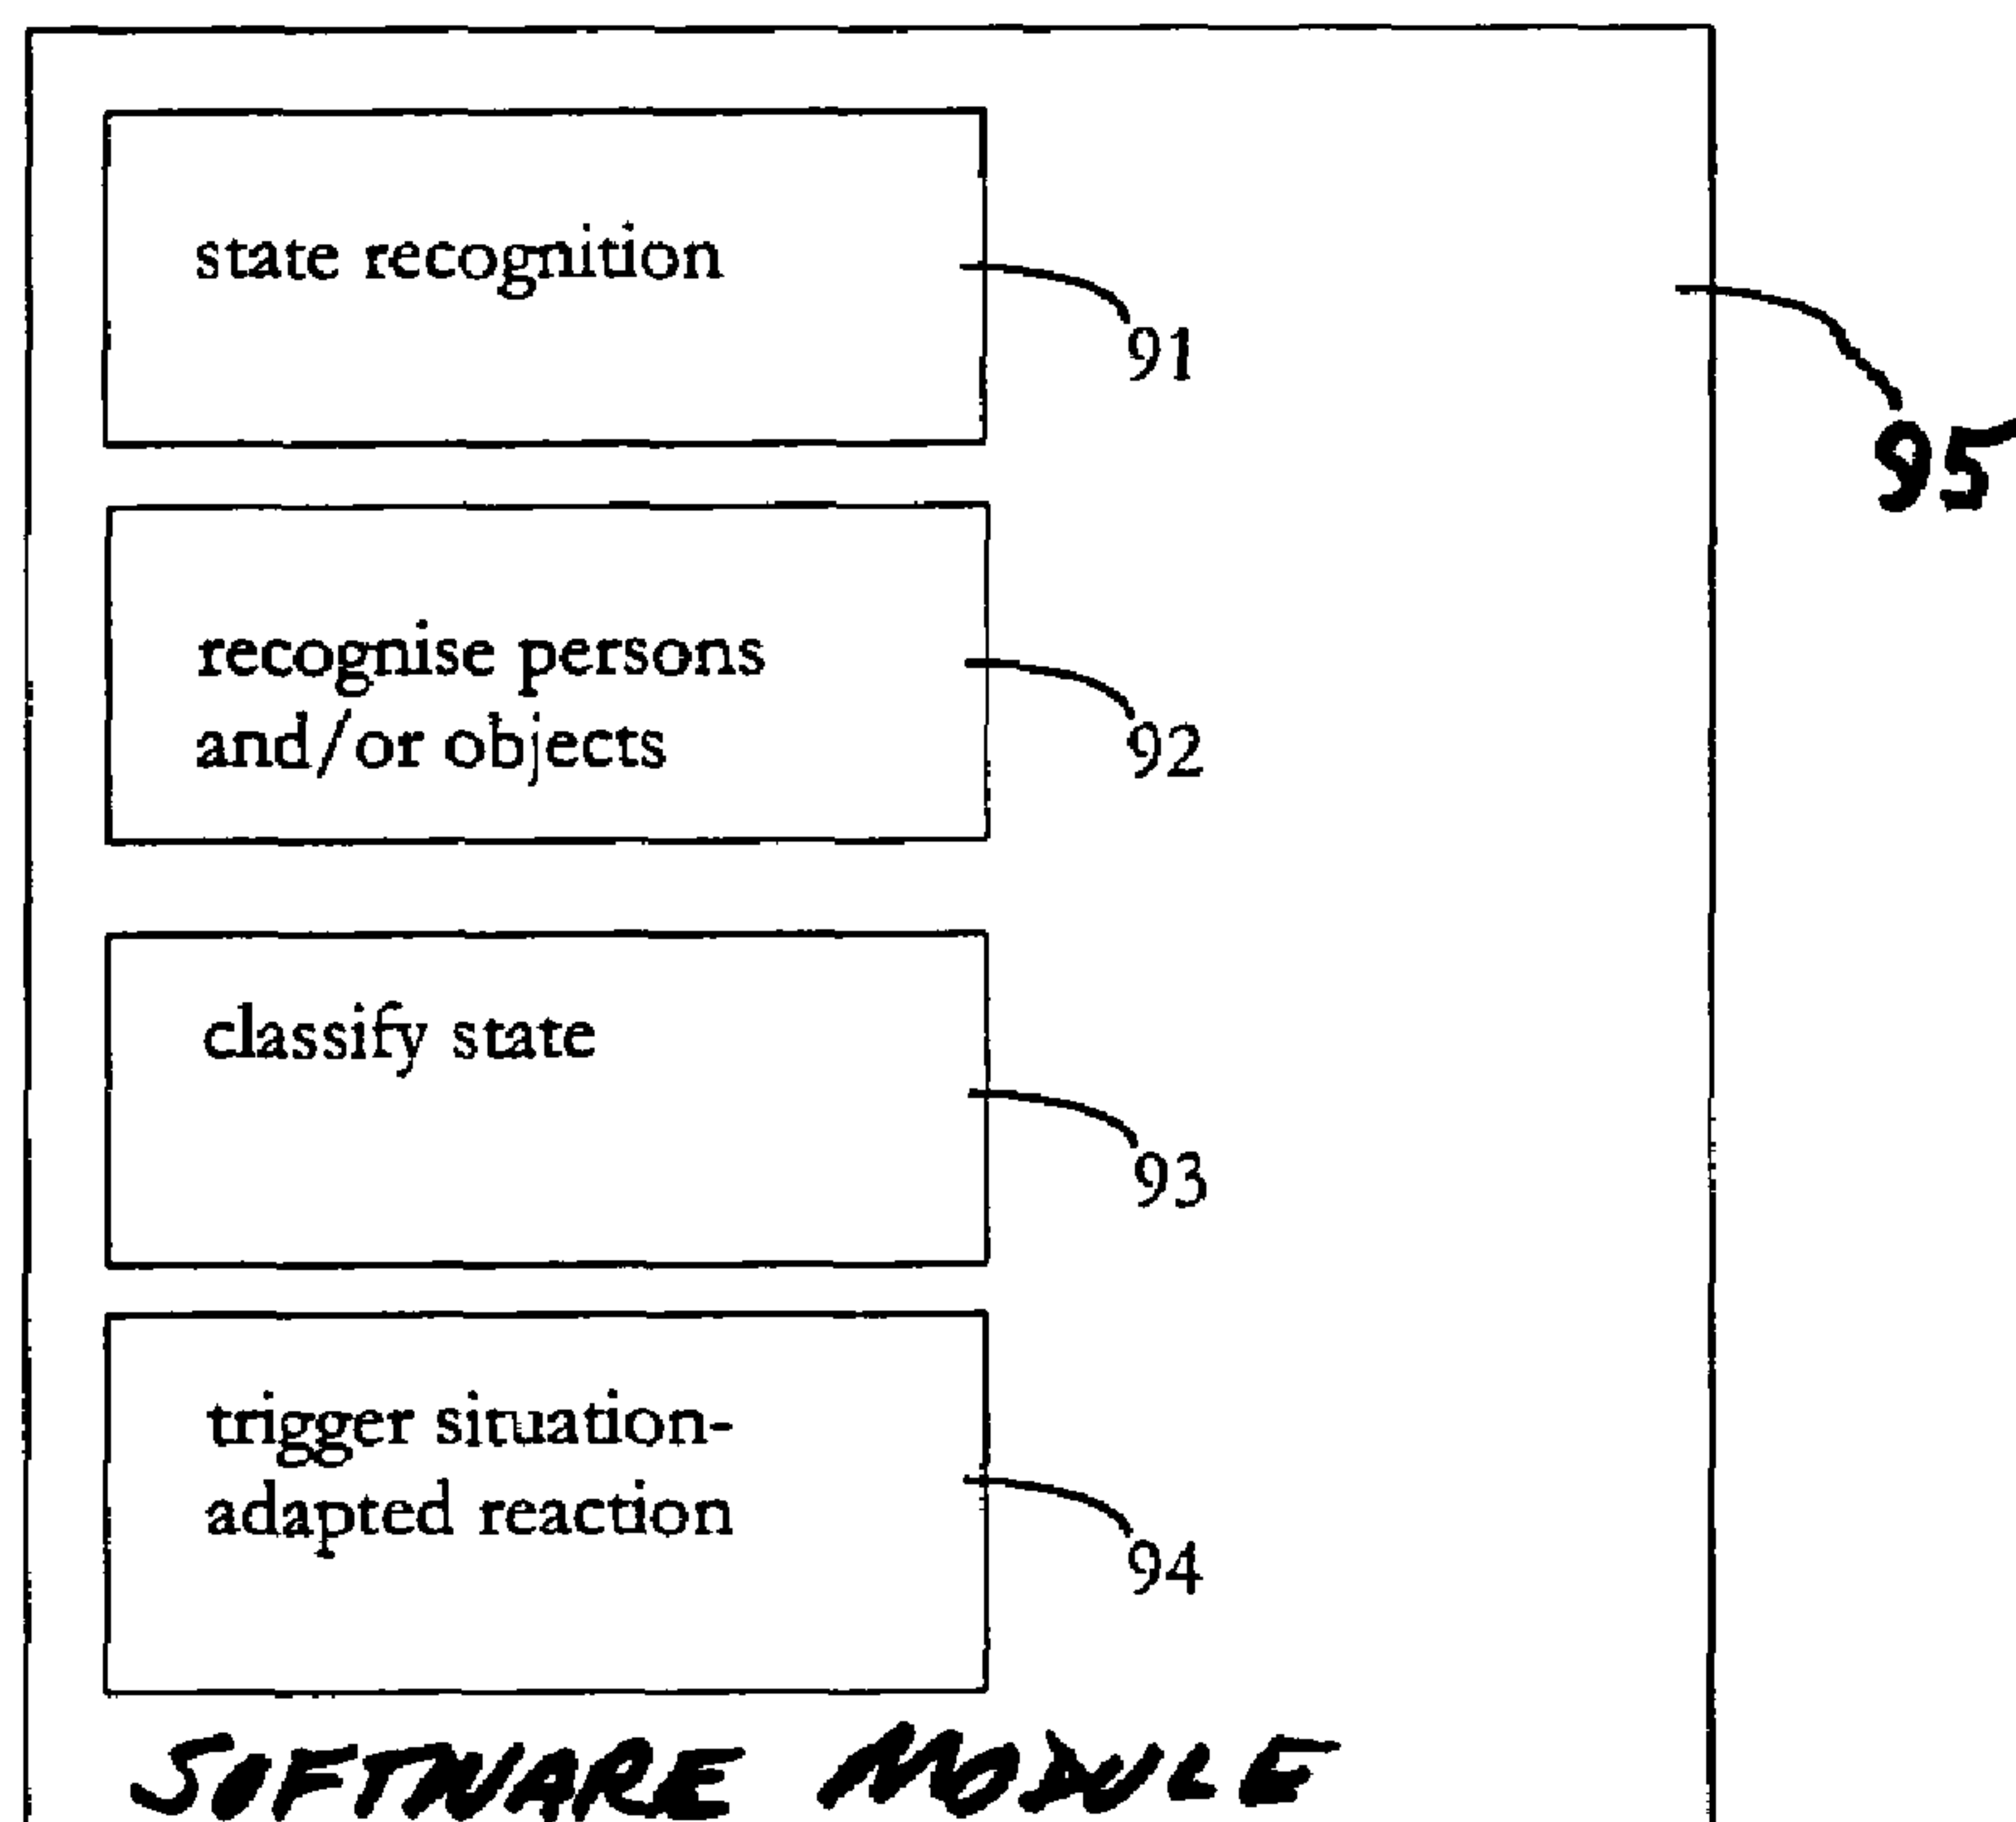 state recognition
91
95
recognise persons
and/or objects
92
classify state
93
trigger situation-
adapted reaction
94
SOFTWARE MODULE